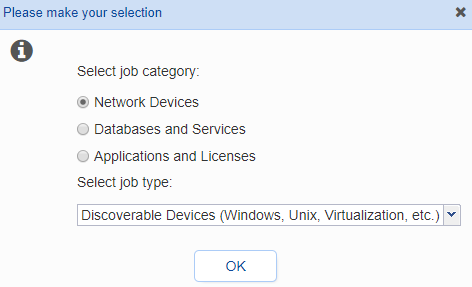 Please make your selection
Select job category:
Network Devices
Databases and Services
Applications and Licenses
Select job type:
Discoverable Devices (Windows, Unix, Virtualization, etc.)
OK